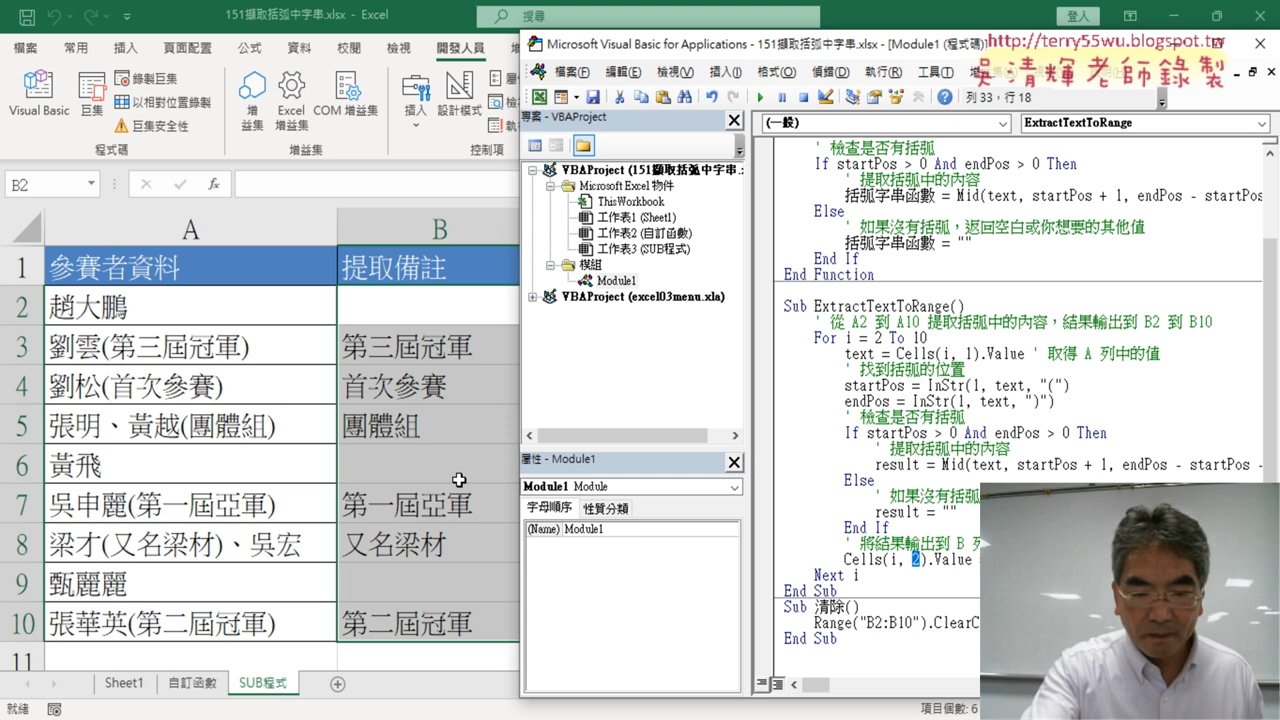 151擷取括弧中字串.xlsx - Excel
搜尋
登入
檔案 常用 插入 頁面配置 公式 資料 校閱 檢視 開發人員
Visual Basic
巨集
錄製巨集
以相對位置錄製
巨集安全性
增益集
Excel 增益集
COM 增益集
插入
設計模式
程式碼
增益集
控制項
B2
fx
A B
1 參賽者資料 提取備註
2 趙大鵬
3 劉雲(第三屆冠軍) 第三屆冠軍
4 劉松(首次參賽) 首次參賽
5 張明、黃越(團體組) 團體組
6 黃飛
7 吳申麗(第一屆亞軍) 第一屆亞軍
8 梁才(又名梁材)、吳宏 又名梁材
9 甄麗麗
10 張華英(第二屆冠軍) 第二屆冠軍
11
Sheet1 自訂函數 SUB程式
就緒
項目個數: 6
Microsoft Visual Basic for Applications - 151擷取括弧中字串.xlsx - [Module1 (程式碼)]
http://terry55wu.blogspot.tw
吳清輝老師錄製
檔案(F) 編輯(E) 檢視(V) 插入(I) 格式(O) 偵錯(D) 執行(R) 工具(T)
列 33，行 18
專案 - VBAProject
VBAProject (151擷取括弧中字串.
Microsoft Excel 物件
ThisWorkbook
工作表1 (Sheet1)
工作表2 (自訂函數)
工作表3 (SUB程式)
模組
Module1
VBAProject (excel03menu.xla)
屬性 - Module1
Module1 Module
字母順序 性質分類
(Name) Module1
(一般)
ExtractTextToRange
' 檢查是否有括弧
If startPos > 0 And endPos > 0 Then
' 提取括弧中的內容
括弧字串函數 = Mid(text, startPos + 1, endPos - startPos
Else
' 如果沒有括弧，返回空白或你想要的其他值
括弧字串函數 = ""
End If
End Function
Sub ExtractTextToRange()
' 從 A2 到 A10 提取括弧中的內容，結果輸出到 B2 到 B10
For i = 2 To 10
text = Cells(i, 1).Value ' 取得 A 列中的值
' 找到括弧的位置
startPos = InStr(1, text, "(")
endPos = InStr(1, text, ")")
' 檢查是否有括弧
If startPos > 0 And endPos > 0 Then
' 提取括弧中的內容
result = Mid(text, startPos + 1, endPos - startPos -
Else
' 如果沒有括弧
result = ""
End If
' 將結果輸出到 B 列
Cells(i, 2).Value
Next i
End Sub
Sub 清除()
Range("B2:B10").ClearC
End Sub